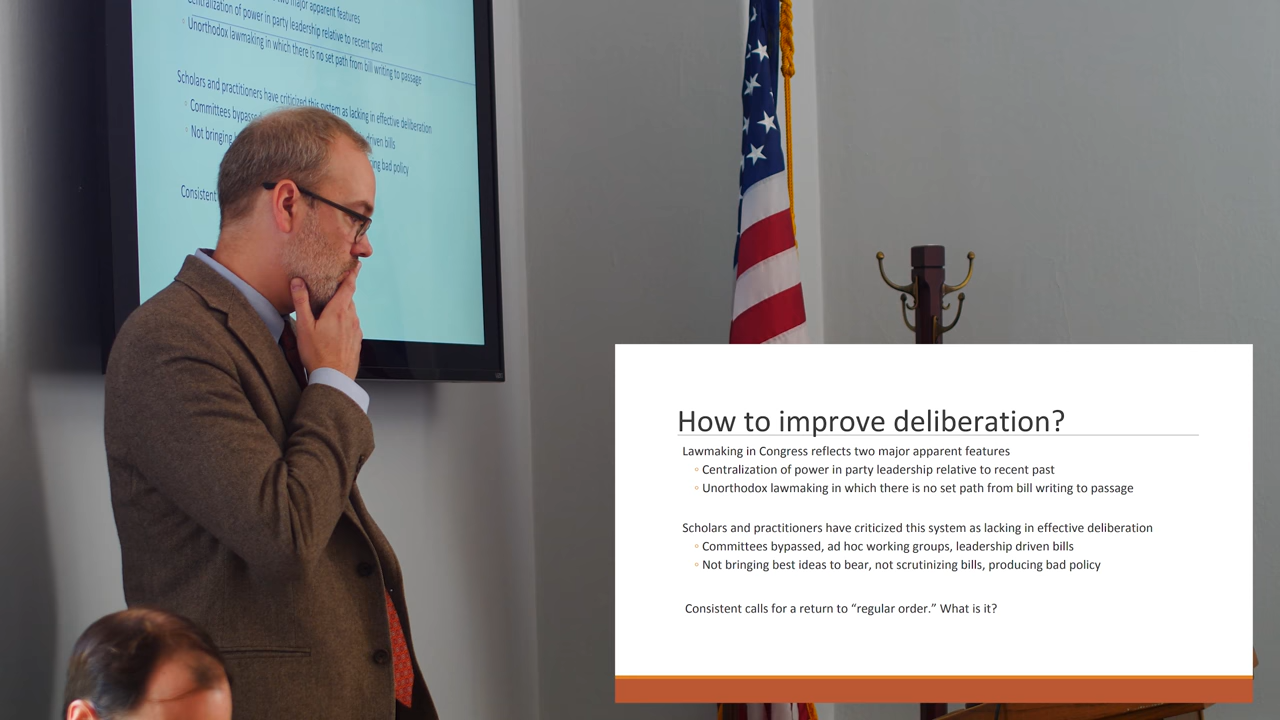 two major apparent features
Centralization of power in party leadership relative to recent past
Unorthodox lawmaking in which there is no set path from bill writing to passage
Scholars and practitioners have criticized this system as lacking in effective deliberation
Committees bypassed
Not bringing driven bills
bad policy
Consistent
How to improve deliberation?
Lawmaking in Congress reflects two major apparent features
◦ Centralization of power in party leadership relative to recent past
◦ Unorthodox lawmaking in which there is no set path from bill writing to passage
Scholars and practitioners have criticized this system as lacking in effective deliberation
◦ Committees bypassed, ad hoc working groups, leadership driven bills
◦ Not bringing best ideas to bear, not scrutinizing bills, producing bad policy
Consistent calls for a return to “regular order.” What is it?